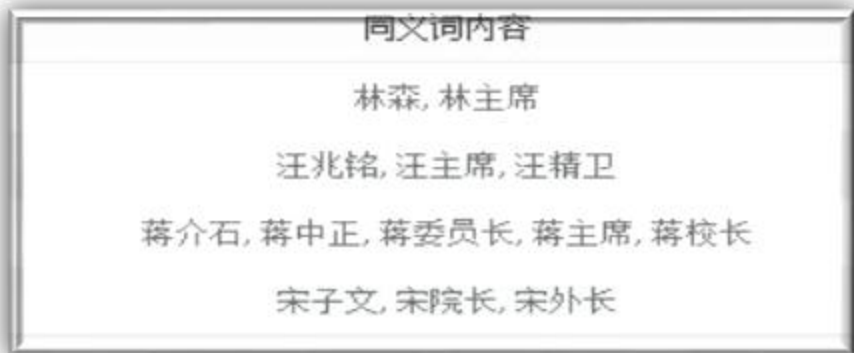 同义词内容
林森, 林主席
汪兆铭, 汪主席, 汪精卫
蒋介石, 蒋中正, 蒋委员长, 蒋主席, 蒋校长
宋子文, 宋院长, 宋外长